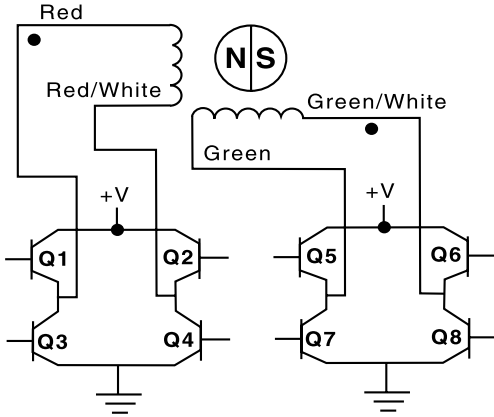 Red
Red/White
N S
Green/White
Green
+V
+V
Q1
Q2
Q5
Q6
Q3
Q4
Q7
Q8